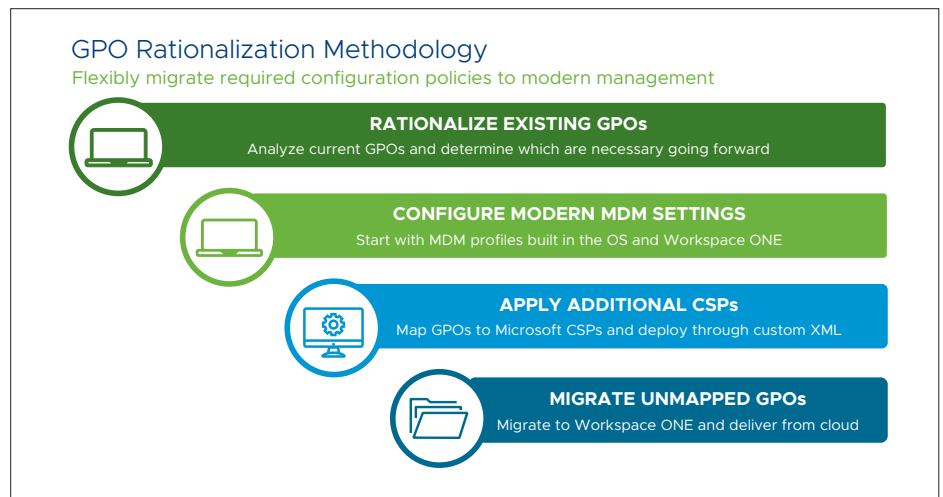 GPO Rationalization Methodology
Flexibly migrate required configuration policies to modern management
RATIONALIZE EXISTING GPOs
Analyze current GPOs and determine which are necessary going forward
CONFIGURE MODERN MDM SETTINGS
Start with MDM profiles built in the OS and Workspace ONE
APPLY ADDITIONAL CSPs
Map GPOs to Microsoft CSPs and deploy through custom XML
MIGRATE UNMAPPED GPOs
Migrate to Workspace ONE and deliver from cloud